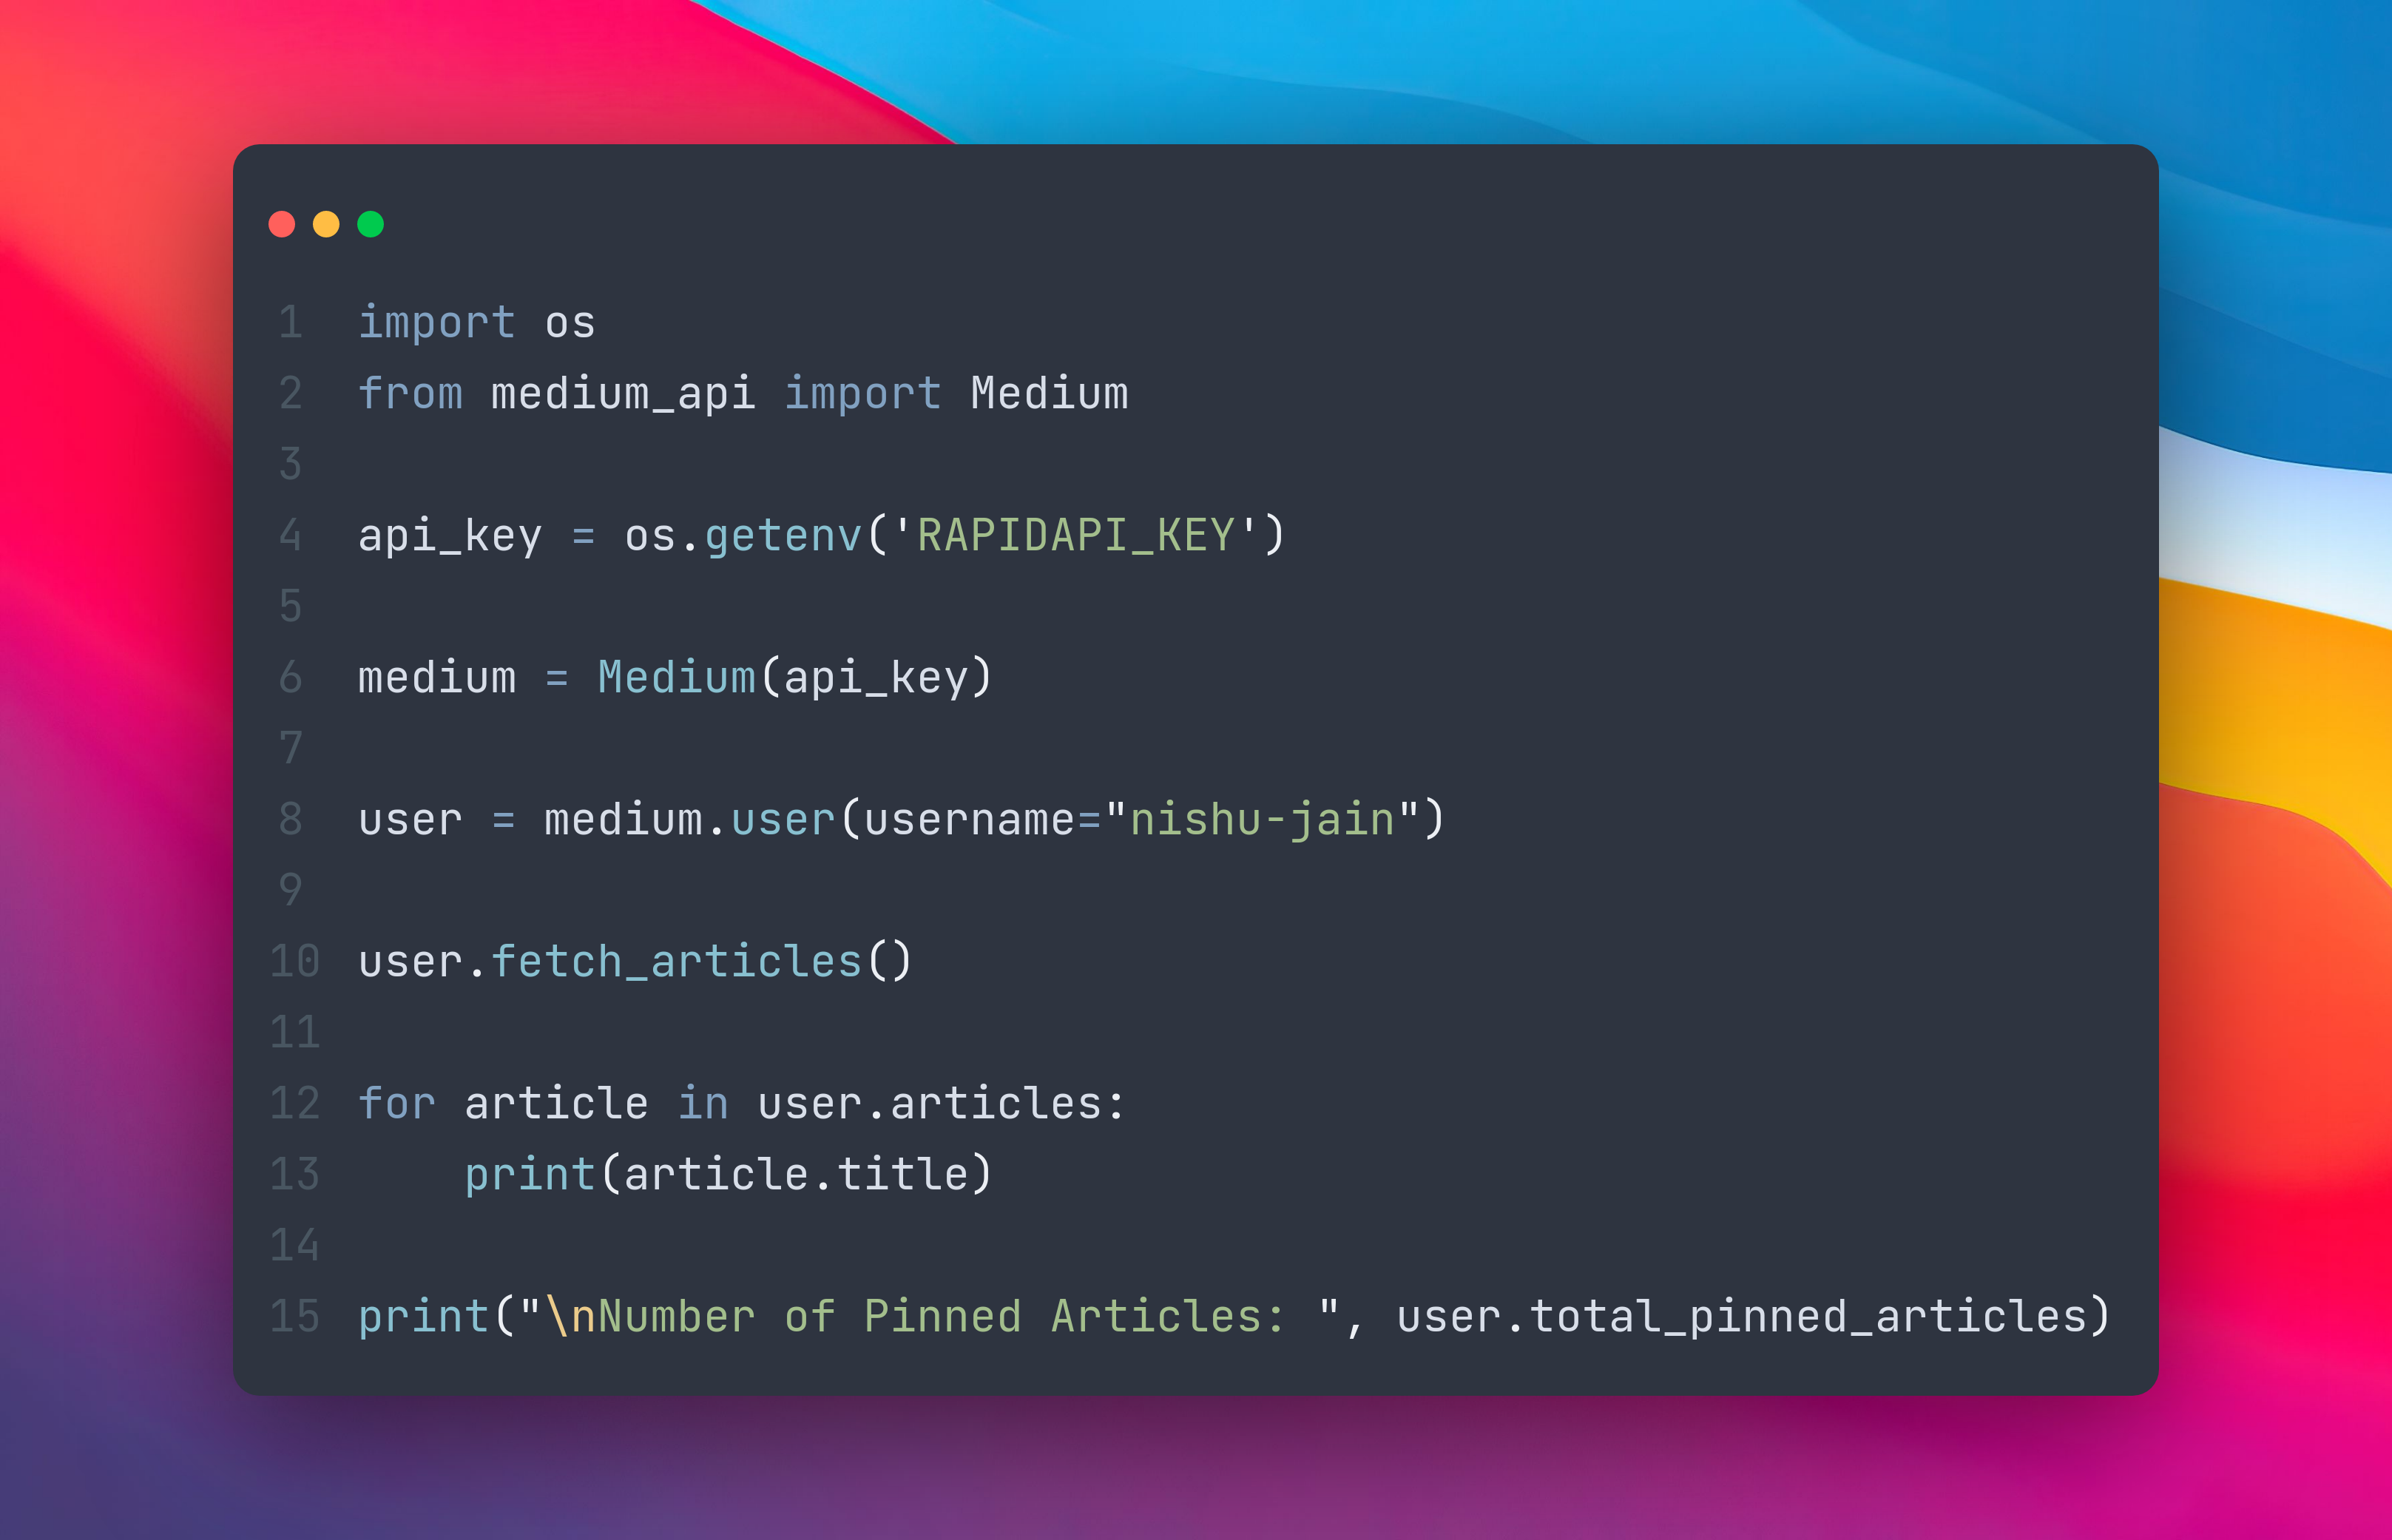 1 import os
2 from medium_api import Medium
3
4 api_key = os.getenv('RAPIDAPI_KEY')
5
6 medium = Medium(api_key)
7
8 user = medium.user(username="nishu-jain")
9
10 user.fetch_articles()
11
12 for article in user.articles:
13     print(article.title)
14
15 print("\nNumber of Pinned Articles: ", user.total_pinned_articles)